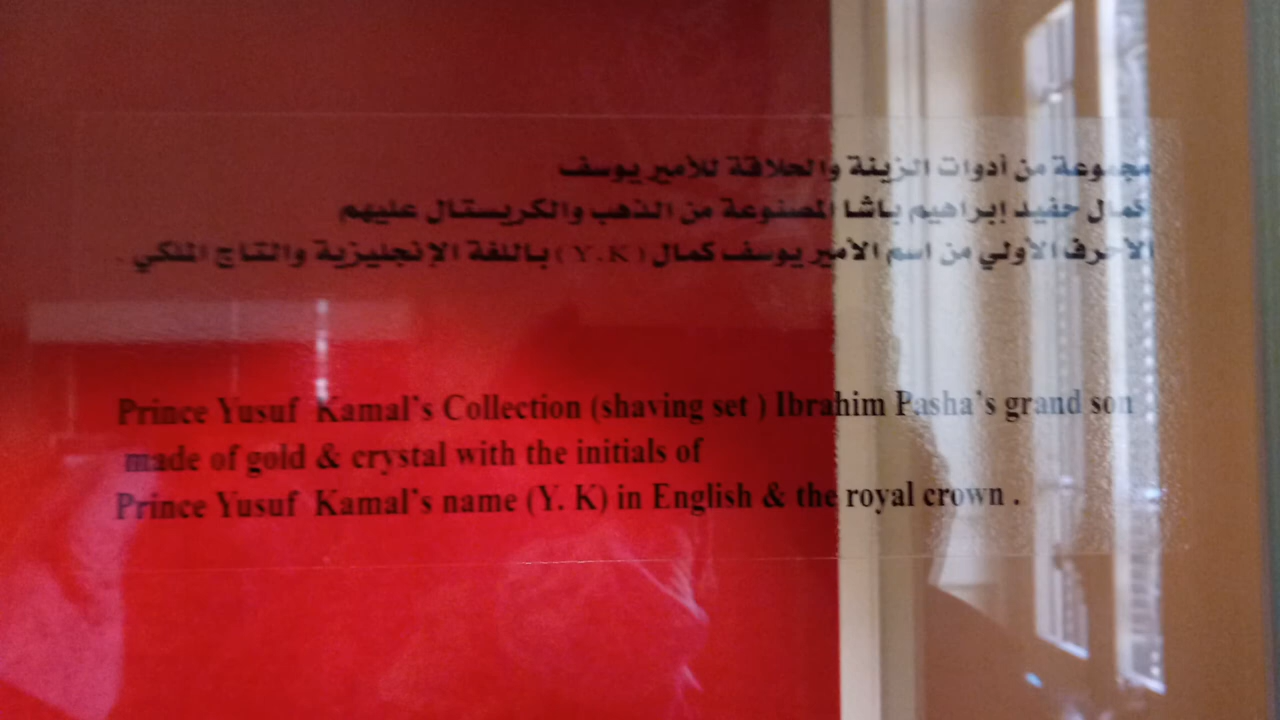 مجموعة من أدوات الزينة والحلاقة للأمير يوسف
كمال حفيد إبراهيم باشا المصنوعة من الذهب والكريستال عليهم
الأحرف الأولي من اسم الأمير يوسف كمال ( Y.K ) باللغة الإنجليزية والتاج الملكي .
Prince Yusuf Kamal's Collection (shaving set ) Ibrahim Pasha's grand son
made of gold & crystal with the initials of
Prince Yusuf Kamal's name (Y. K) in English & the royal crown .